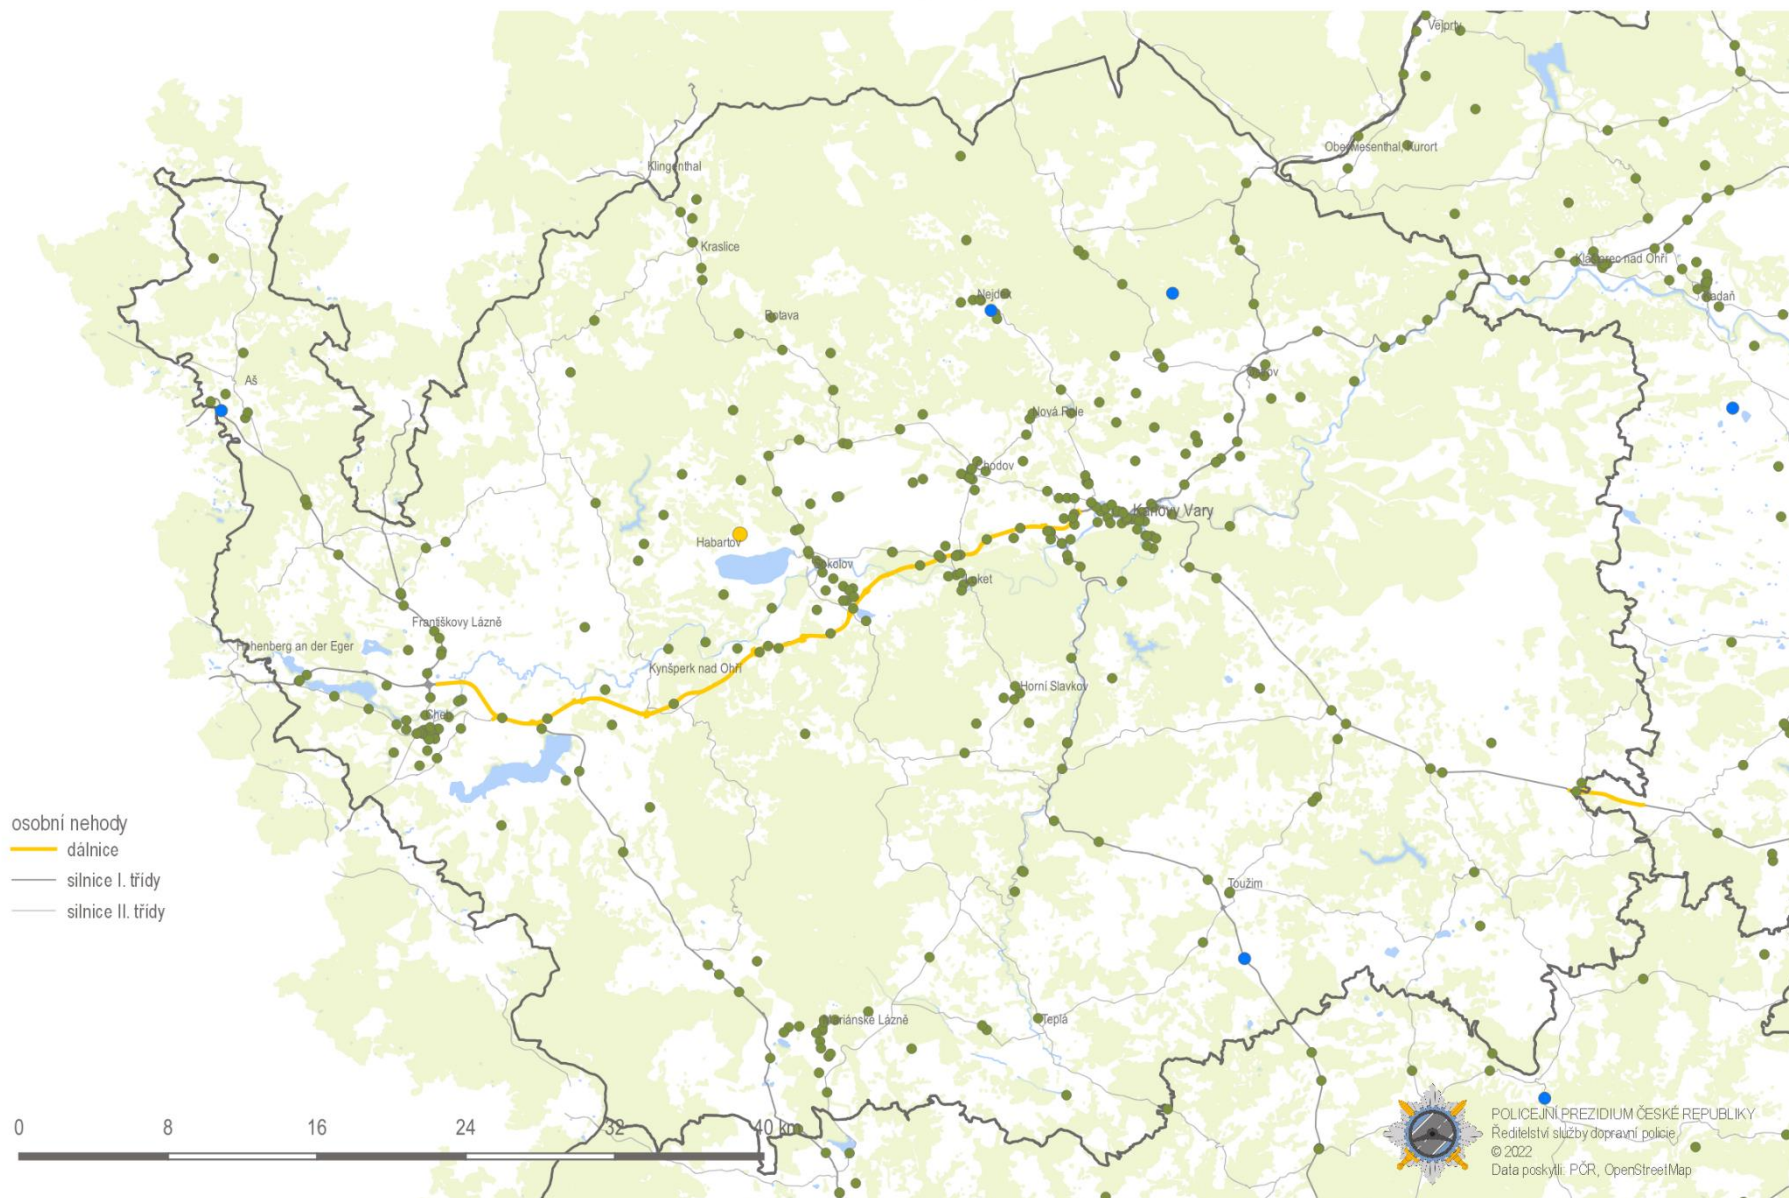 Vejprty
Klingenthal
Oberwiesenthal, Kurort
Kraslice
Klášterec nad Ohří
Nejdek
Kadaň
Rotava
Ostrov
Aš
Nová Role
Chodov
Karlovy Vary
Habartov
Sokolov
Loket
Františkovy Lázně
Hohenberg an der Eger
Kynšperk nad Ohří
Horní Slavkov
Cheb
osobní nehody
dálnice
silnice I. třídy
silnice II. třídy
Toužim
Mariánské Lázně
Teplá
0 8 16 24 32 40 km
POLICEJNÍ PREZIDIUM ČESKÉ REPUBLIKY
Ředitelství služby dopravní policie
© 2022
Data poskytli: PČR, OpenStreetMap